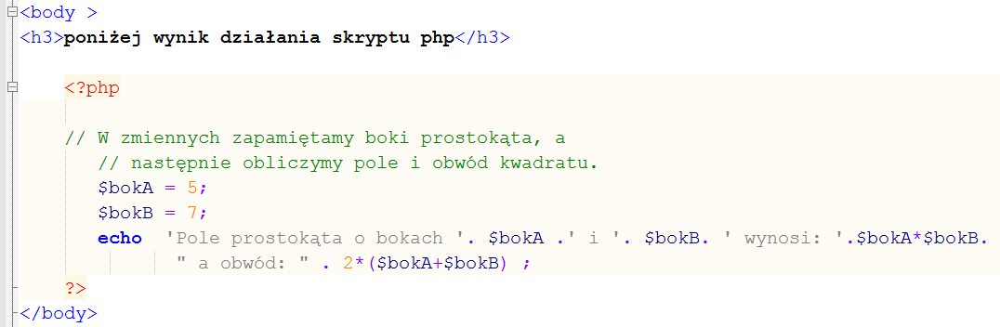 <body >
<h3>poniżej wynik działania skryptu php</h3>
<?php
// W zmiennych zapamiętamy boki prostokąta, a
// następnie obliczymy pole i obwód kwadratu.
$bokA = 5;
$bokB = 7;
echo  'Pole prostokąta o bokach '. $bokA .' i '. $bokB. ' wynosi: '.$bokA*$bokB.
" a obwód: " . 2*($bokA+$bokB) ;
?>
</body>